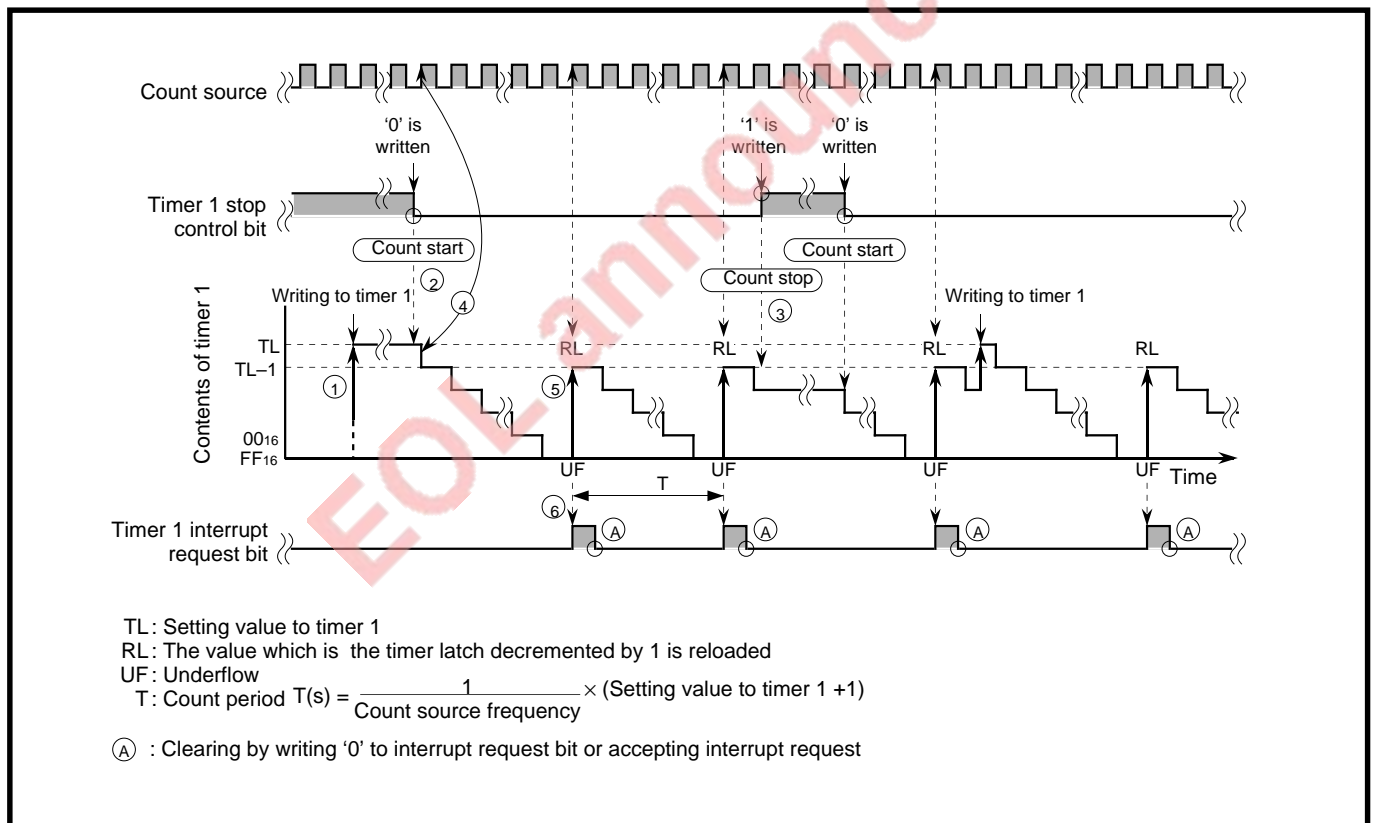 EOL announc
Count source
‘0’ is
written
‘1’ is
written
‘0’ is
written
Timer 1 stop
control bit
Count start
2
4
Count stop
3
Count start
Contents of timer 1
Writing to timer 1
Writing to timer 1
TL
TL–1
0016
FF16
1
RL
5
RL
RL
RL
UF
UF
UF
UF
Time
T
6
Timer 1 interrupt
request bit
A
A
A
A
TL : Setting value to timer 1
RL : The value which is the timer latch decremented by 1 is reloaded
UF : Underflow
T : Count period T(s) = 1 / Count source frequency × (Setting value to timer 1 +1)
A : Clearing by writing ‘0’ to interrupt request bit or accepting interrupt request